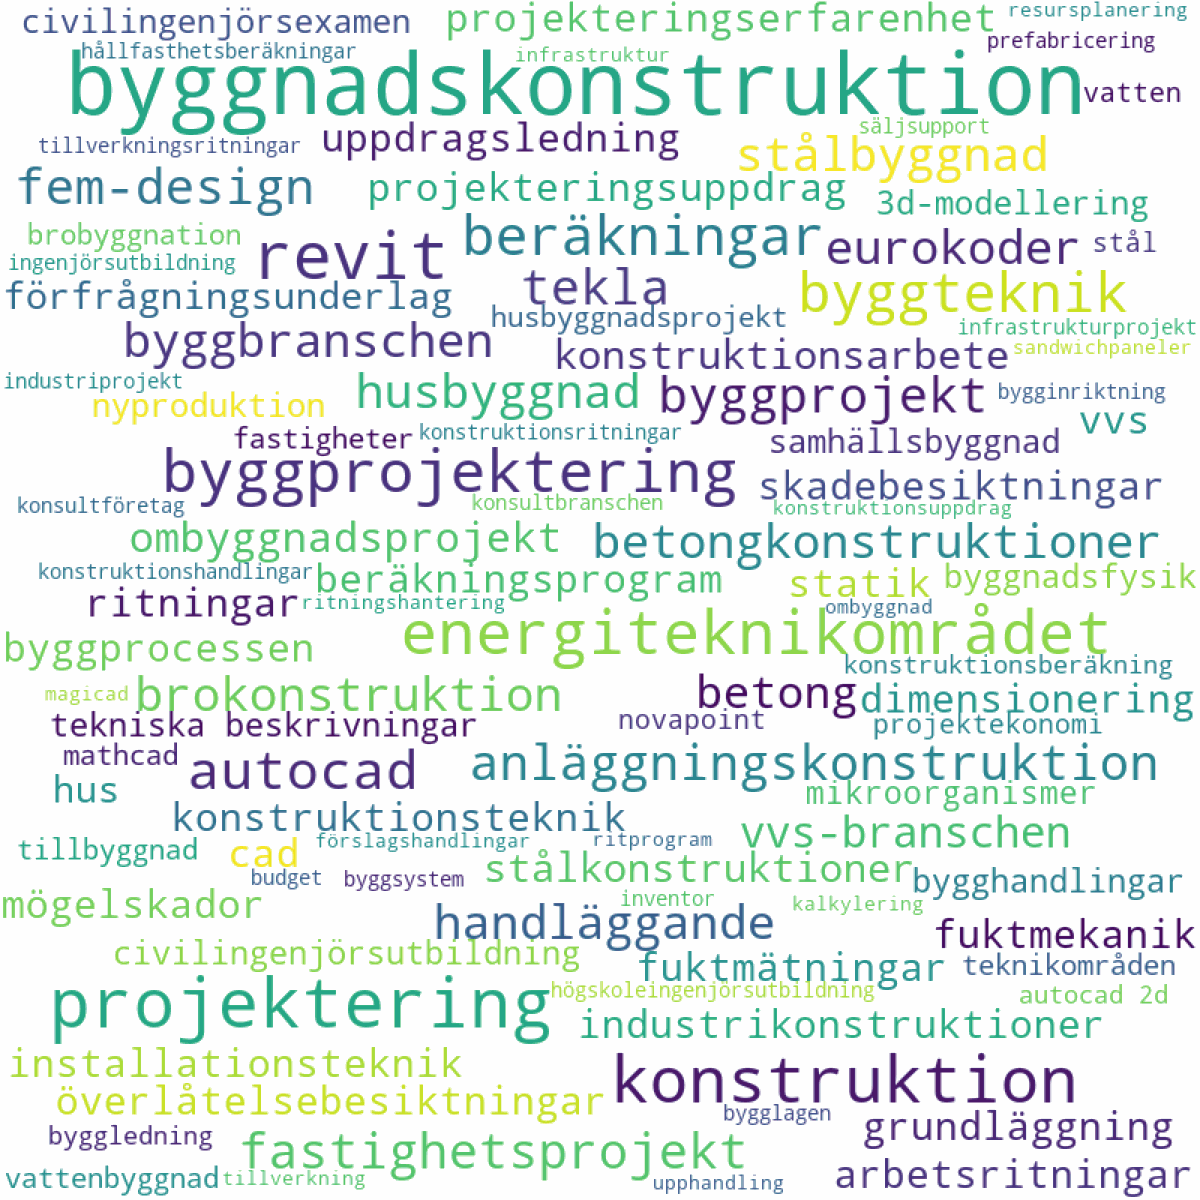 civilingenjörsexamen projekteringserfarenhet resursplanering
hållfasthetsberäkningar infrastruktur prefabricering
byggnadskonstruktion vatten
tillverkningsritningar uppdragsledning säljsupport
stålbyggnad
fem-design projekteringsuppdrag 3d-modellering
brobyggnation revit beräkningar eurokoder stål
ingenjörsutbildning
förfrågningsunderlag tekla byggteknik
byggbranschen husbyggnadsprojekt infrastrukturprojekt
konstruktionsarbete sandwichpaneler
industriprojekt husbyggnad byggprojekt bygginriktning
nyproduktion vvs
fastigheter konstruktionsritningar samhällsbyggnad
byggprojektering skadebesiktningar
konsultföretag konsultbranschen konstruktionsuppdrag
ombyggnadsprojekt betongkonstruktioner
konstruktionshandlingar beräkningsprogram statik byggnadsfysik
ritningar ritningshantering ombyggnad
byggprocessen energiteknikområdet
konstruktionsberäkning
magicad brokonstruktion betong dimensionering
tekniska beskrivningar novapoint projektekonomi
mathcad autocad anläggningskonstruktion
hus mikroorganismer
konstruktionsteknik vvs-branschen
tillbyggnad cad förslagshandlingar ritprogram
budget byggsystem stålkonstruktioner bygghandlingar
mögelskador inventor kalkylering
handläggande fuktmekanik
civilingenjörsutbildning fuktmätningar teknikområden
projektering högskoleingenjörsutbildning autocad 2d
industrikonstruktioner
installationsteknik konstruktion
överlåtelsebesiktningar bygglagen grundläggning
byggledning fastighetsprojekt
vattenbyggnad tillverkning upphandling arbetsritningar